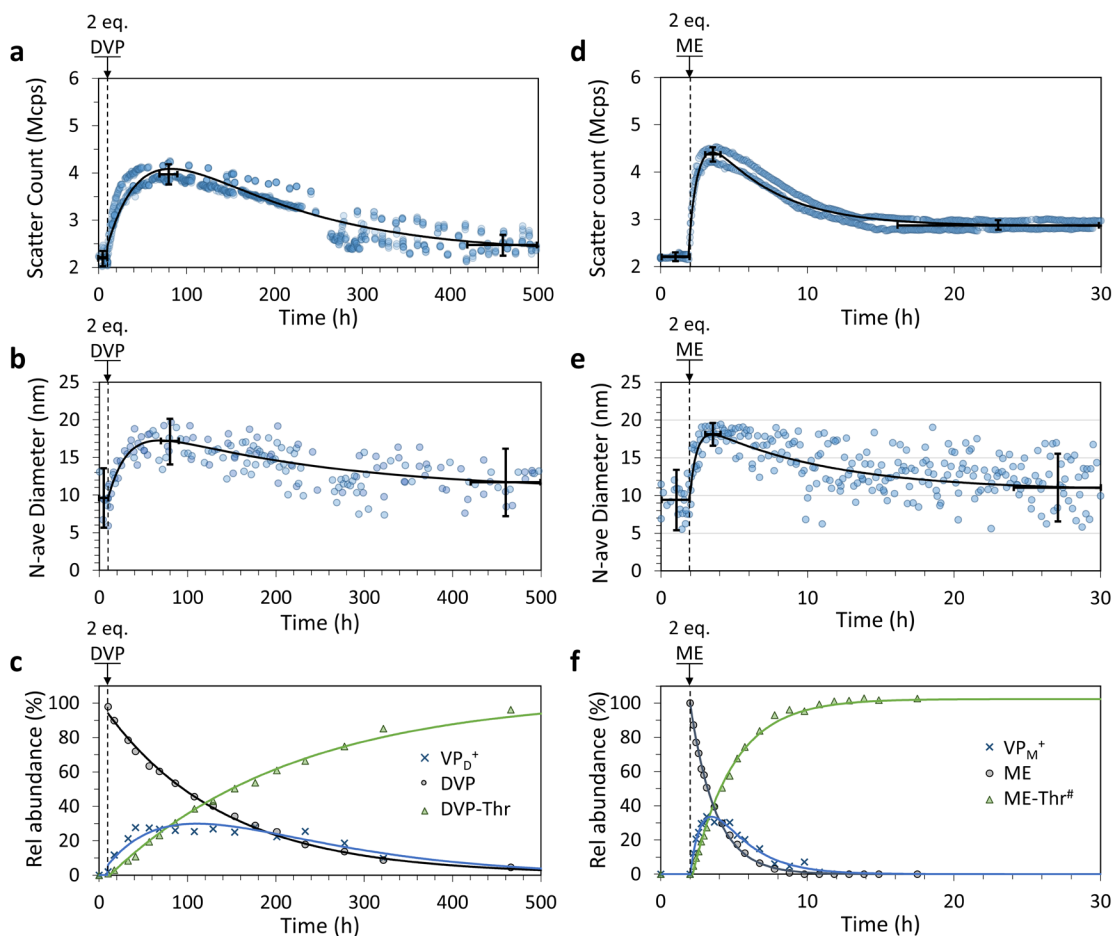 2 eq.
DVP
a
Scatter Count (Mcps)
6
5
4
3
2
0
100
200
300
400
500
Time (h)
2 eq.
ME
d
Scatter count (Mcps)
6
5
4
3
2
0
10
20
30
Time (h)
2 eq.
DVP
b
N-ave Diameter (nm)
25
20
15
10
5
0
0
100
200
300
400
500
Time (h)
2 eq.
ME
e
N-ave Diameter (nm)
25
20
15
10
5
0
0
10
20
30
Time (h)
2 eq.
DVP
c
Rel abundance (%)
100
80
60
40
20
0
VP_D^+
DVP
DVP-Thr
0
100
200
300
400
500
Time (h)
2 eq.
ME
f
Rel abundance (%)
100
80
60
40
20
0
VP_M^+
ME
ME-Thr^#
0
10
20
30
Time (h)